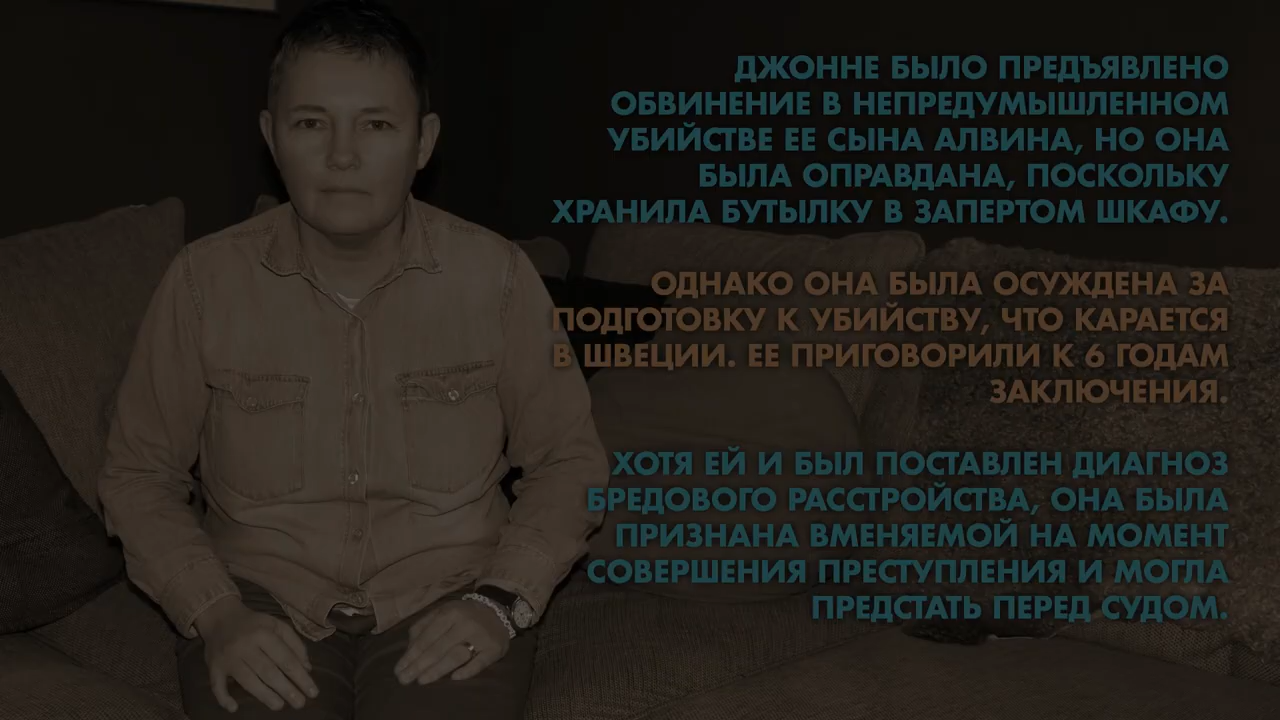 ДЖОННЕ БЫЛО ПРЕДЪЯВЛЕНО
ОБВИНЕНИЕ В НЕПРЕДУМЫШЛЕННОМ
УБИЙСТВЕ ЕЕ СЫНА АЛВИНА, НО ОНА
БЫЛА ОПРАВДАНА, ПОСКОЛЬКУ
ХРАНИЛА БУТЫЛКУ В ЗАПЕРТОМ ШКАФУ.
ОДНАКО ОНА БЫЛА ОСУЖДЕНА ЗА
ПОДГОТОВКУ К УБИЙСТВУ, ЧТО КАРАЕТСЯ
В ШВЕЦИИ. ЕЕ ПРИГОВОРИЛИ К 6 ГОДАМ
ЗАКЛЮЧЕНИЯ.
ХОТЯ ЕЙ И БЫЛ ПОСТАВЛЕН ДИАГНОЗ
БРЕДОВОГО РАССТРОЙСТВА, ОНА БЫЛА
ПРИЗНАНА ВМЕНЯЕМОЙ НА МОМЕНТ
СОВЕРШЕНИЯ ПРЕСТУПЛЕНИЯ И МОГЛА
ПРЕДСТАТЬ ПЕРЕД СУДОМ.